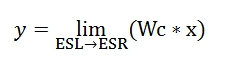 y = lim ESL→ESR (Wc * x)